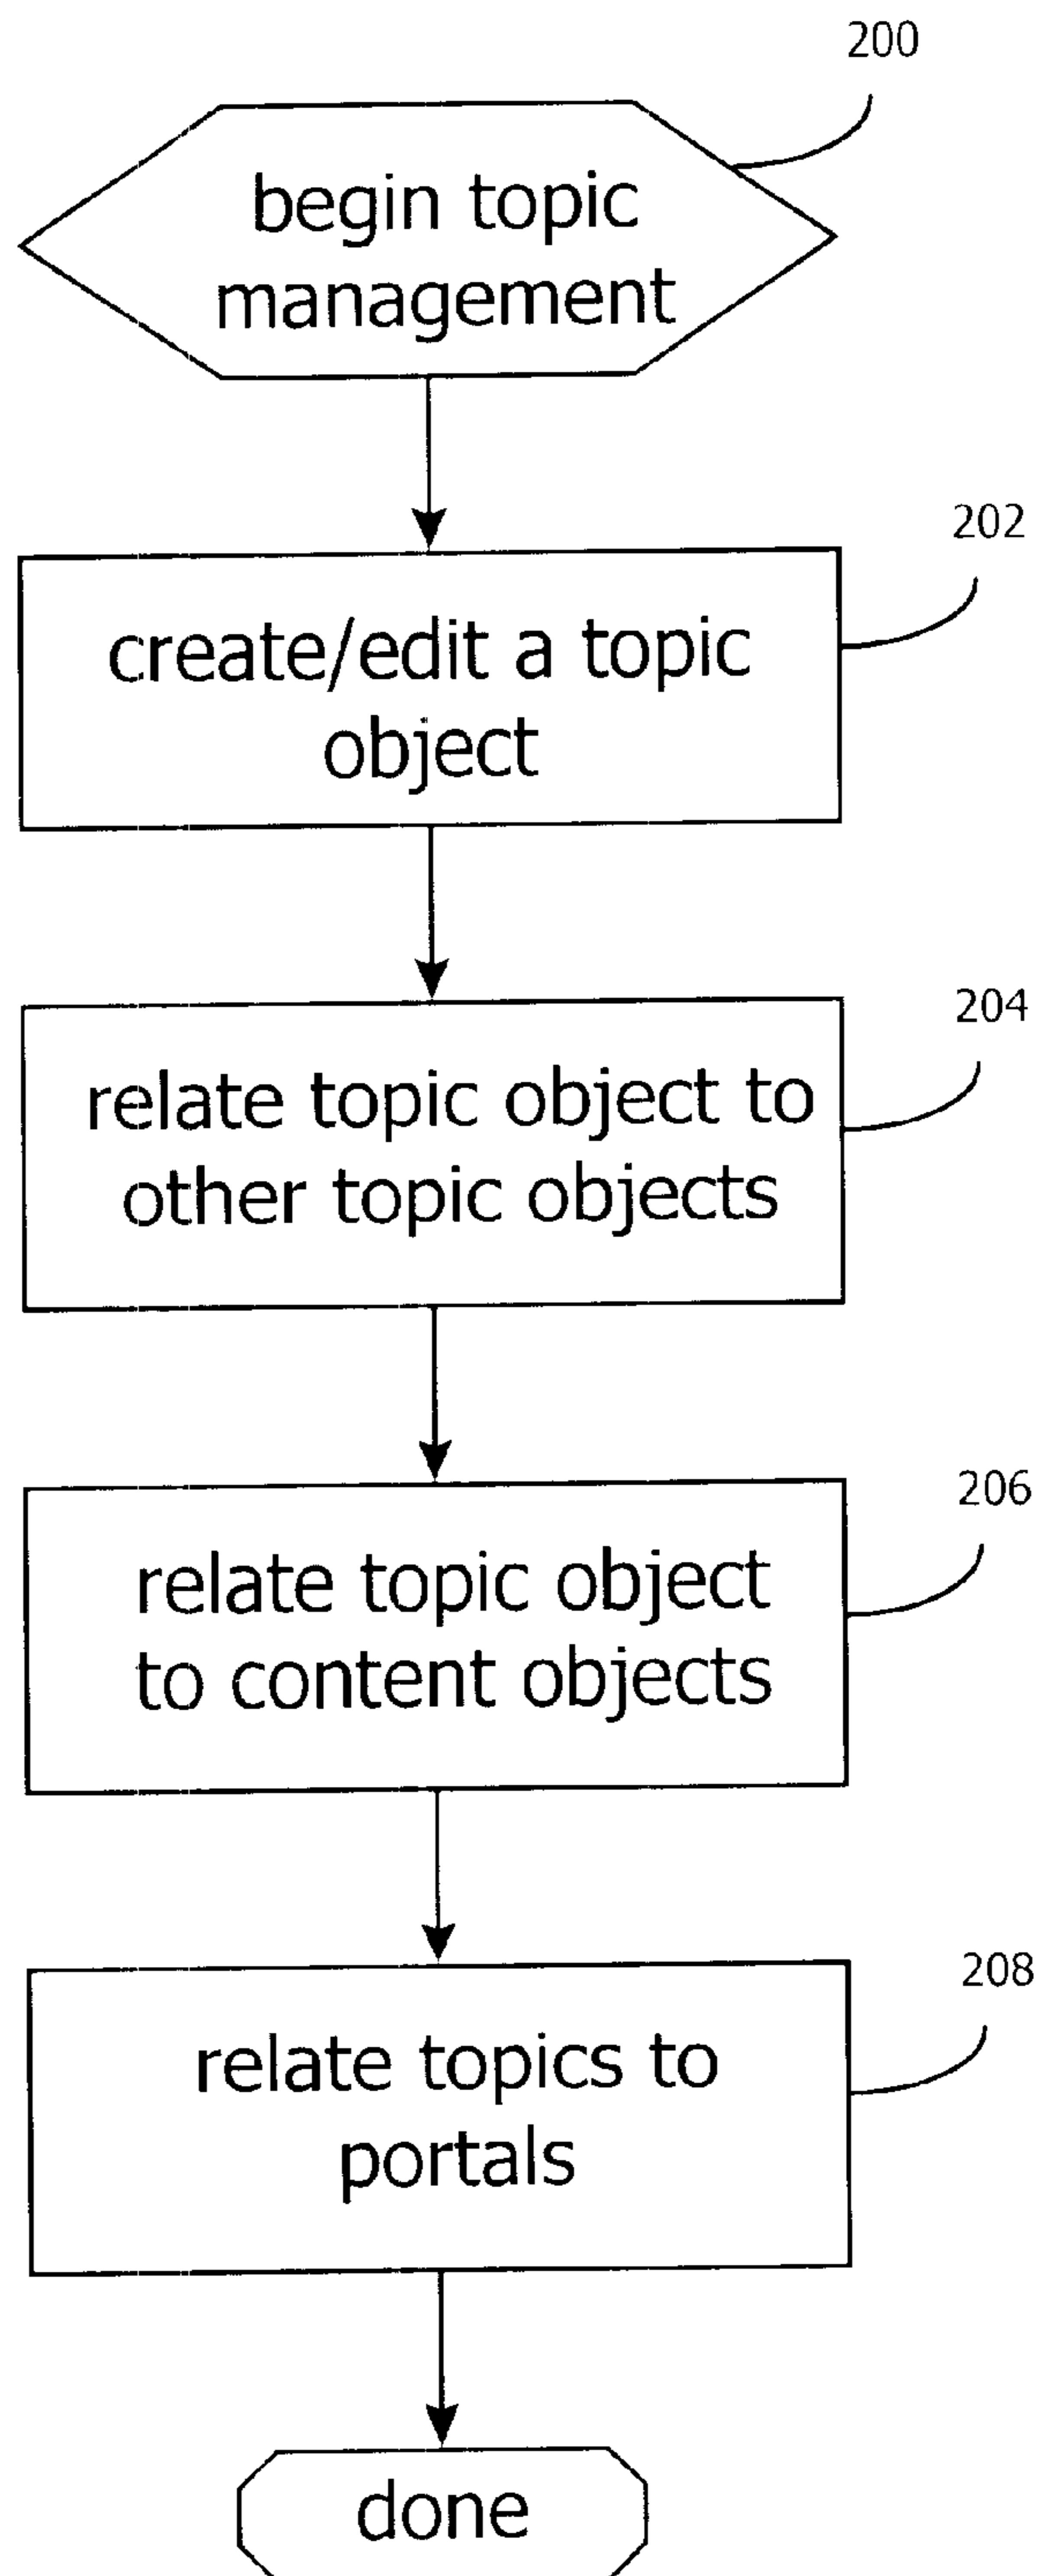 200
begin topic
management
202
create/edit a topic
object
204
relate topic object to
other topic objects
206
relate topic object
to content objects
208
relate topics to
portals
done